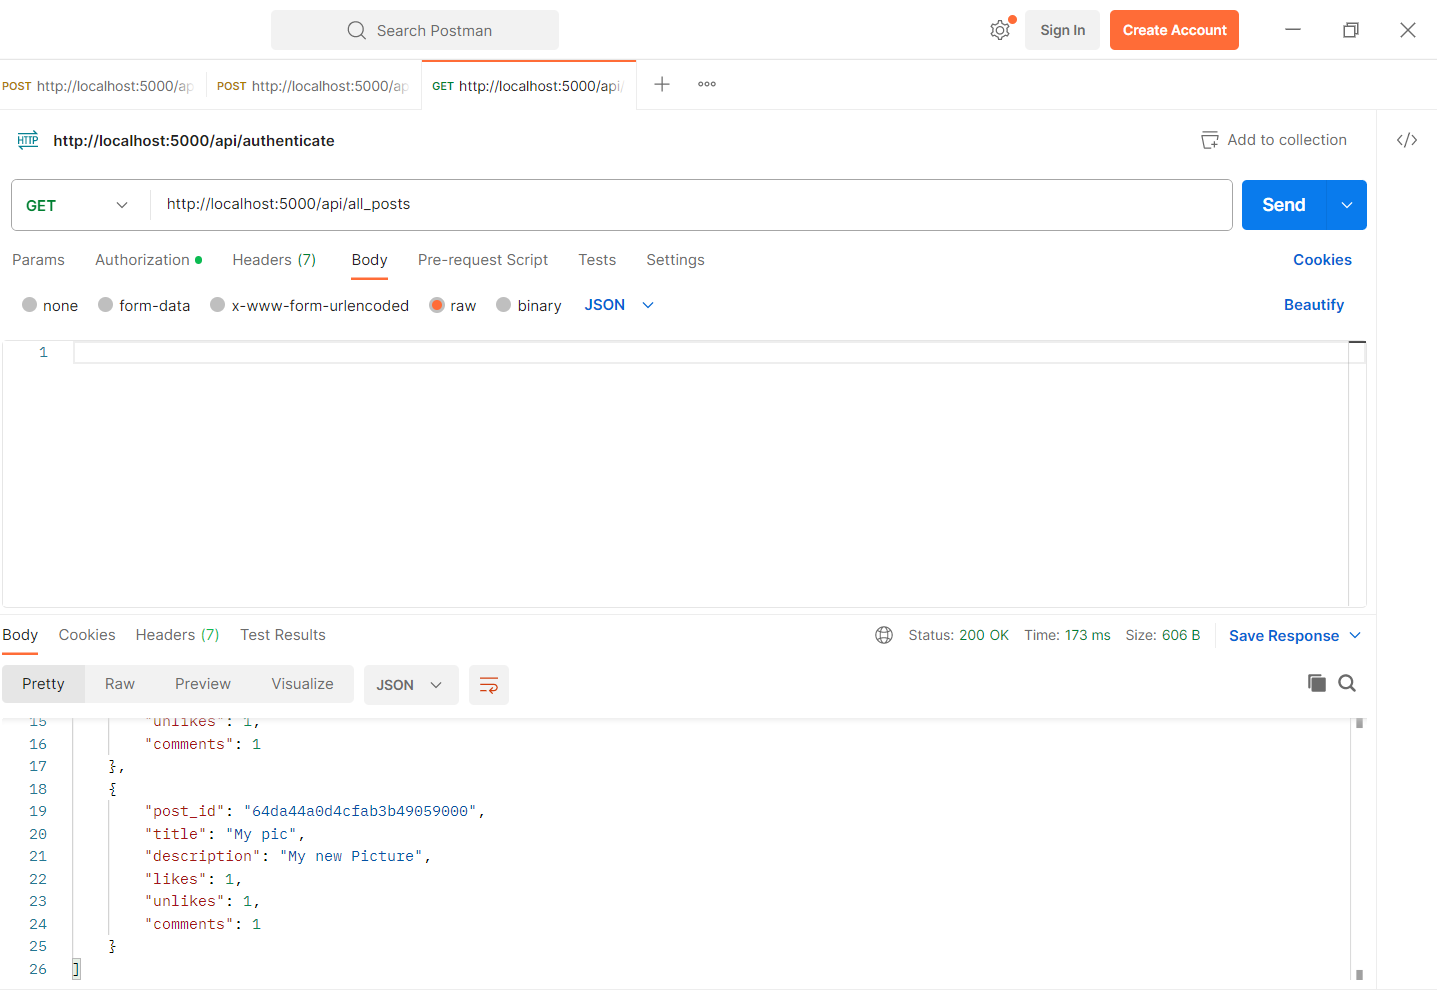 Search Postman
Sign In
Create Account
POST http://localhost:5000/ap
POST http://localhost:5000/ap
GET http://localhost:5000/api/
HTTP http://localhost:5000/api/authenticate
Add to collection
</>
GET http://localhost:5000/api/all_posts
Send
Params Authorization Headers (7) Body Pre-request Script Tests Settings Cookies
none form-data x-www-form-urlencoded raw binary JSON Beautify
1
Body Cookies Headers (7) Test Results Status: 200 OK Time: 173 ms Size: 606 B Save Response
Pretty Raw Preview Visualize JSON
15 "unlikes": 1,
16 "comments": 1
17 },
18 {
19 "post_id": "64da44a0d4cfab3b49059000",
20 "title": "My pic",
21 "description": "My new Picture",
22 "likes": 1,
23 "unlikes": 1,
24 "comments": 1
25 }
26 ]